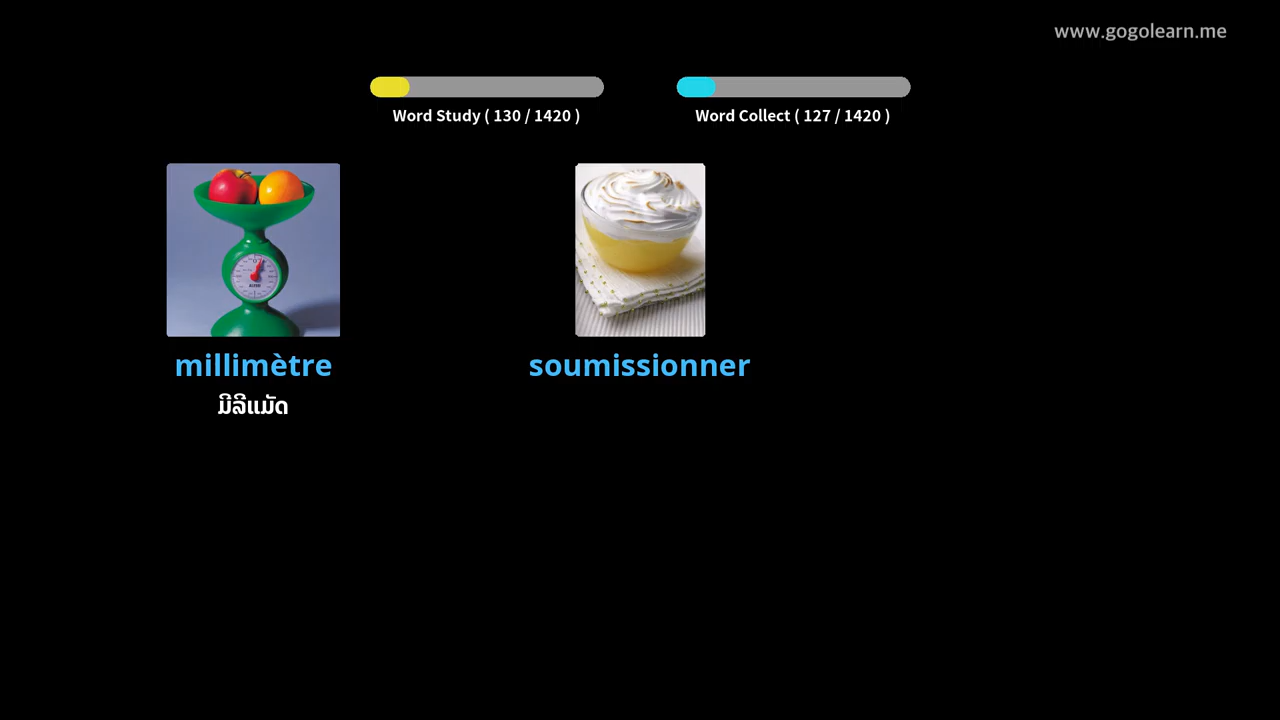 www.gogolearn.me
Word Study ( 130 / 1420 )
Word Collect ( 127 / 1420 )
millimètre
ມີລີແມັດ
soumissionner